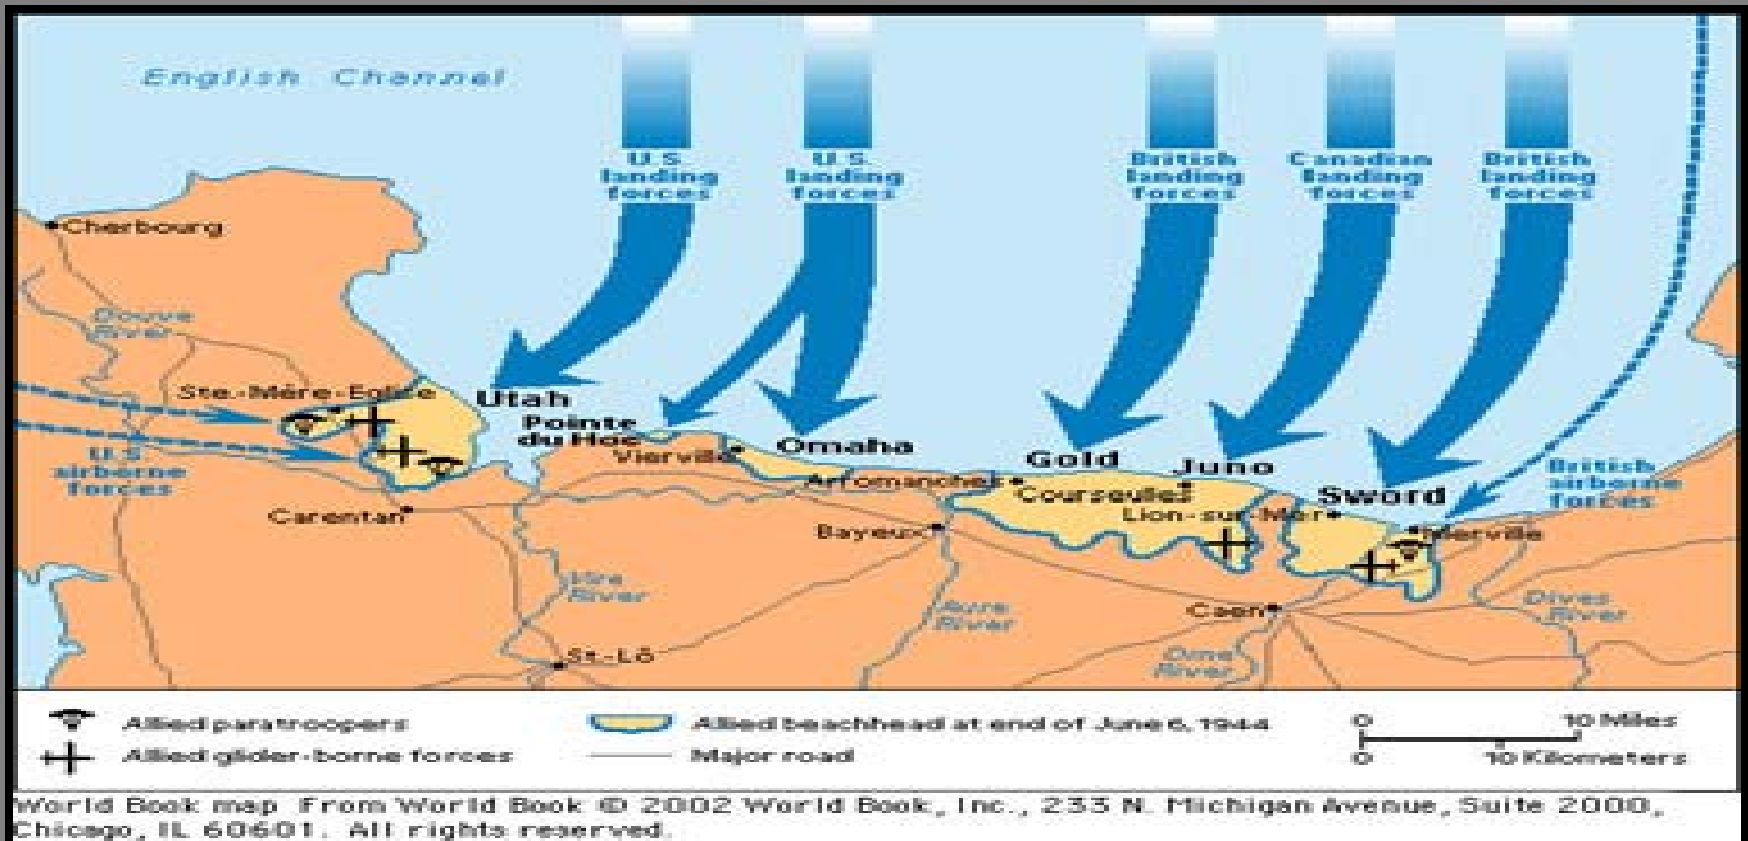 English Channel
U.S.
landing
forces
U.S.
landing
forces
British
landing
forces
Canadian
landing
forces
British
landing
forces
Cherbourg
Douve
River
Ste.-Mère-Eglise
Utah
Pointe
du Hoe
Vierville
Omaha
Gold
Juno
Sword
U.S.
airborne
forces
British
airborne
forces
Arromanches
Courseulles
Lion-sur-Mer
Merville
Carentan
Bayeux
Vire
River
Aure
River
Caen
Dives
River
Orne
River
St.-Lô
Allied paratroopers
Allied glider-borne forces
Allied beachhead at end of June 6, 1944
Major road
0 10 Miles
0 10 Kilometers
World Book map from World Book © 2002 World Book, Inc., 233 N. Michigan Avenue, Suite 2000,
Chicago, IL 60601. All rights reserved.